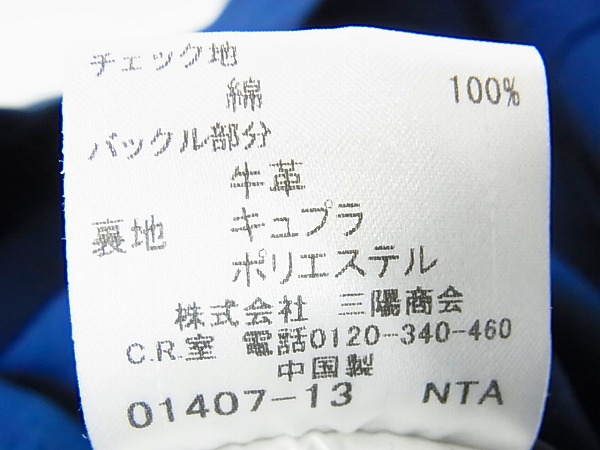 チェック地
綿 100%
バックル部分
牛革
裏地 キュプラ
ポリエステル
株式会社 三陽商会
C.R.室 電話0120-340-460
中国製
01407-13 NTA